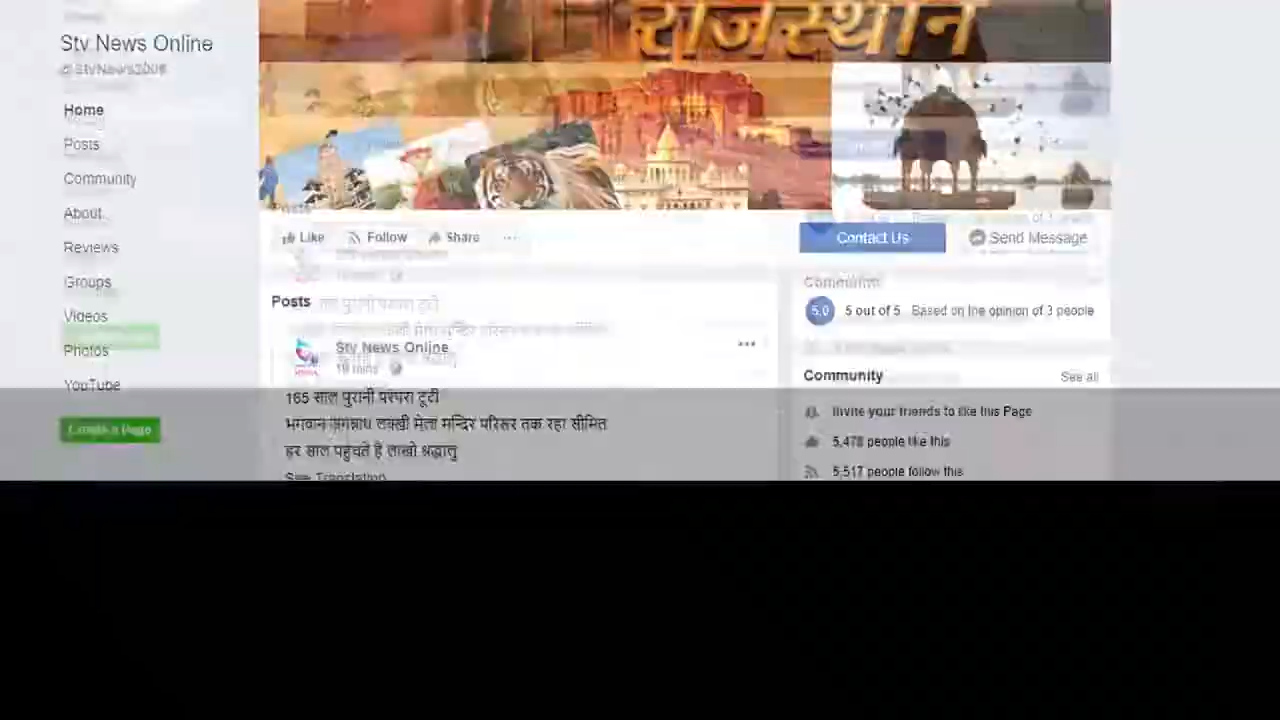 राजस्थान
Stv News Online
@StvNews2006
Home
Posts
Community
About
Reviews
Groups
Videos
Photos
YouTube
Create a Page
Like
Follow
Share
Contact Us
Send Message
Posts
Stv News Online
165 साल पुरानी परंपरा टूटी
भगवान जगन्नाथ लक्खी मेला मन्दिर परिसर तक रहा सीमित
हर साल पहुंचते है लाखो श्रद्धालु
See Translation
Community
5.0 5 out of 5 Based on the opinion of 3 people
Community See all
Invite your friends to like this Page
5,478 people like this
5,517 people follow this